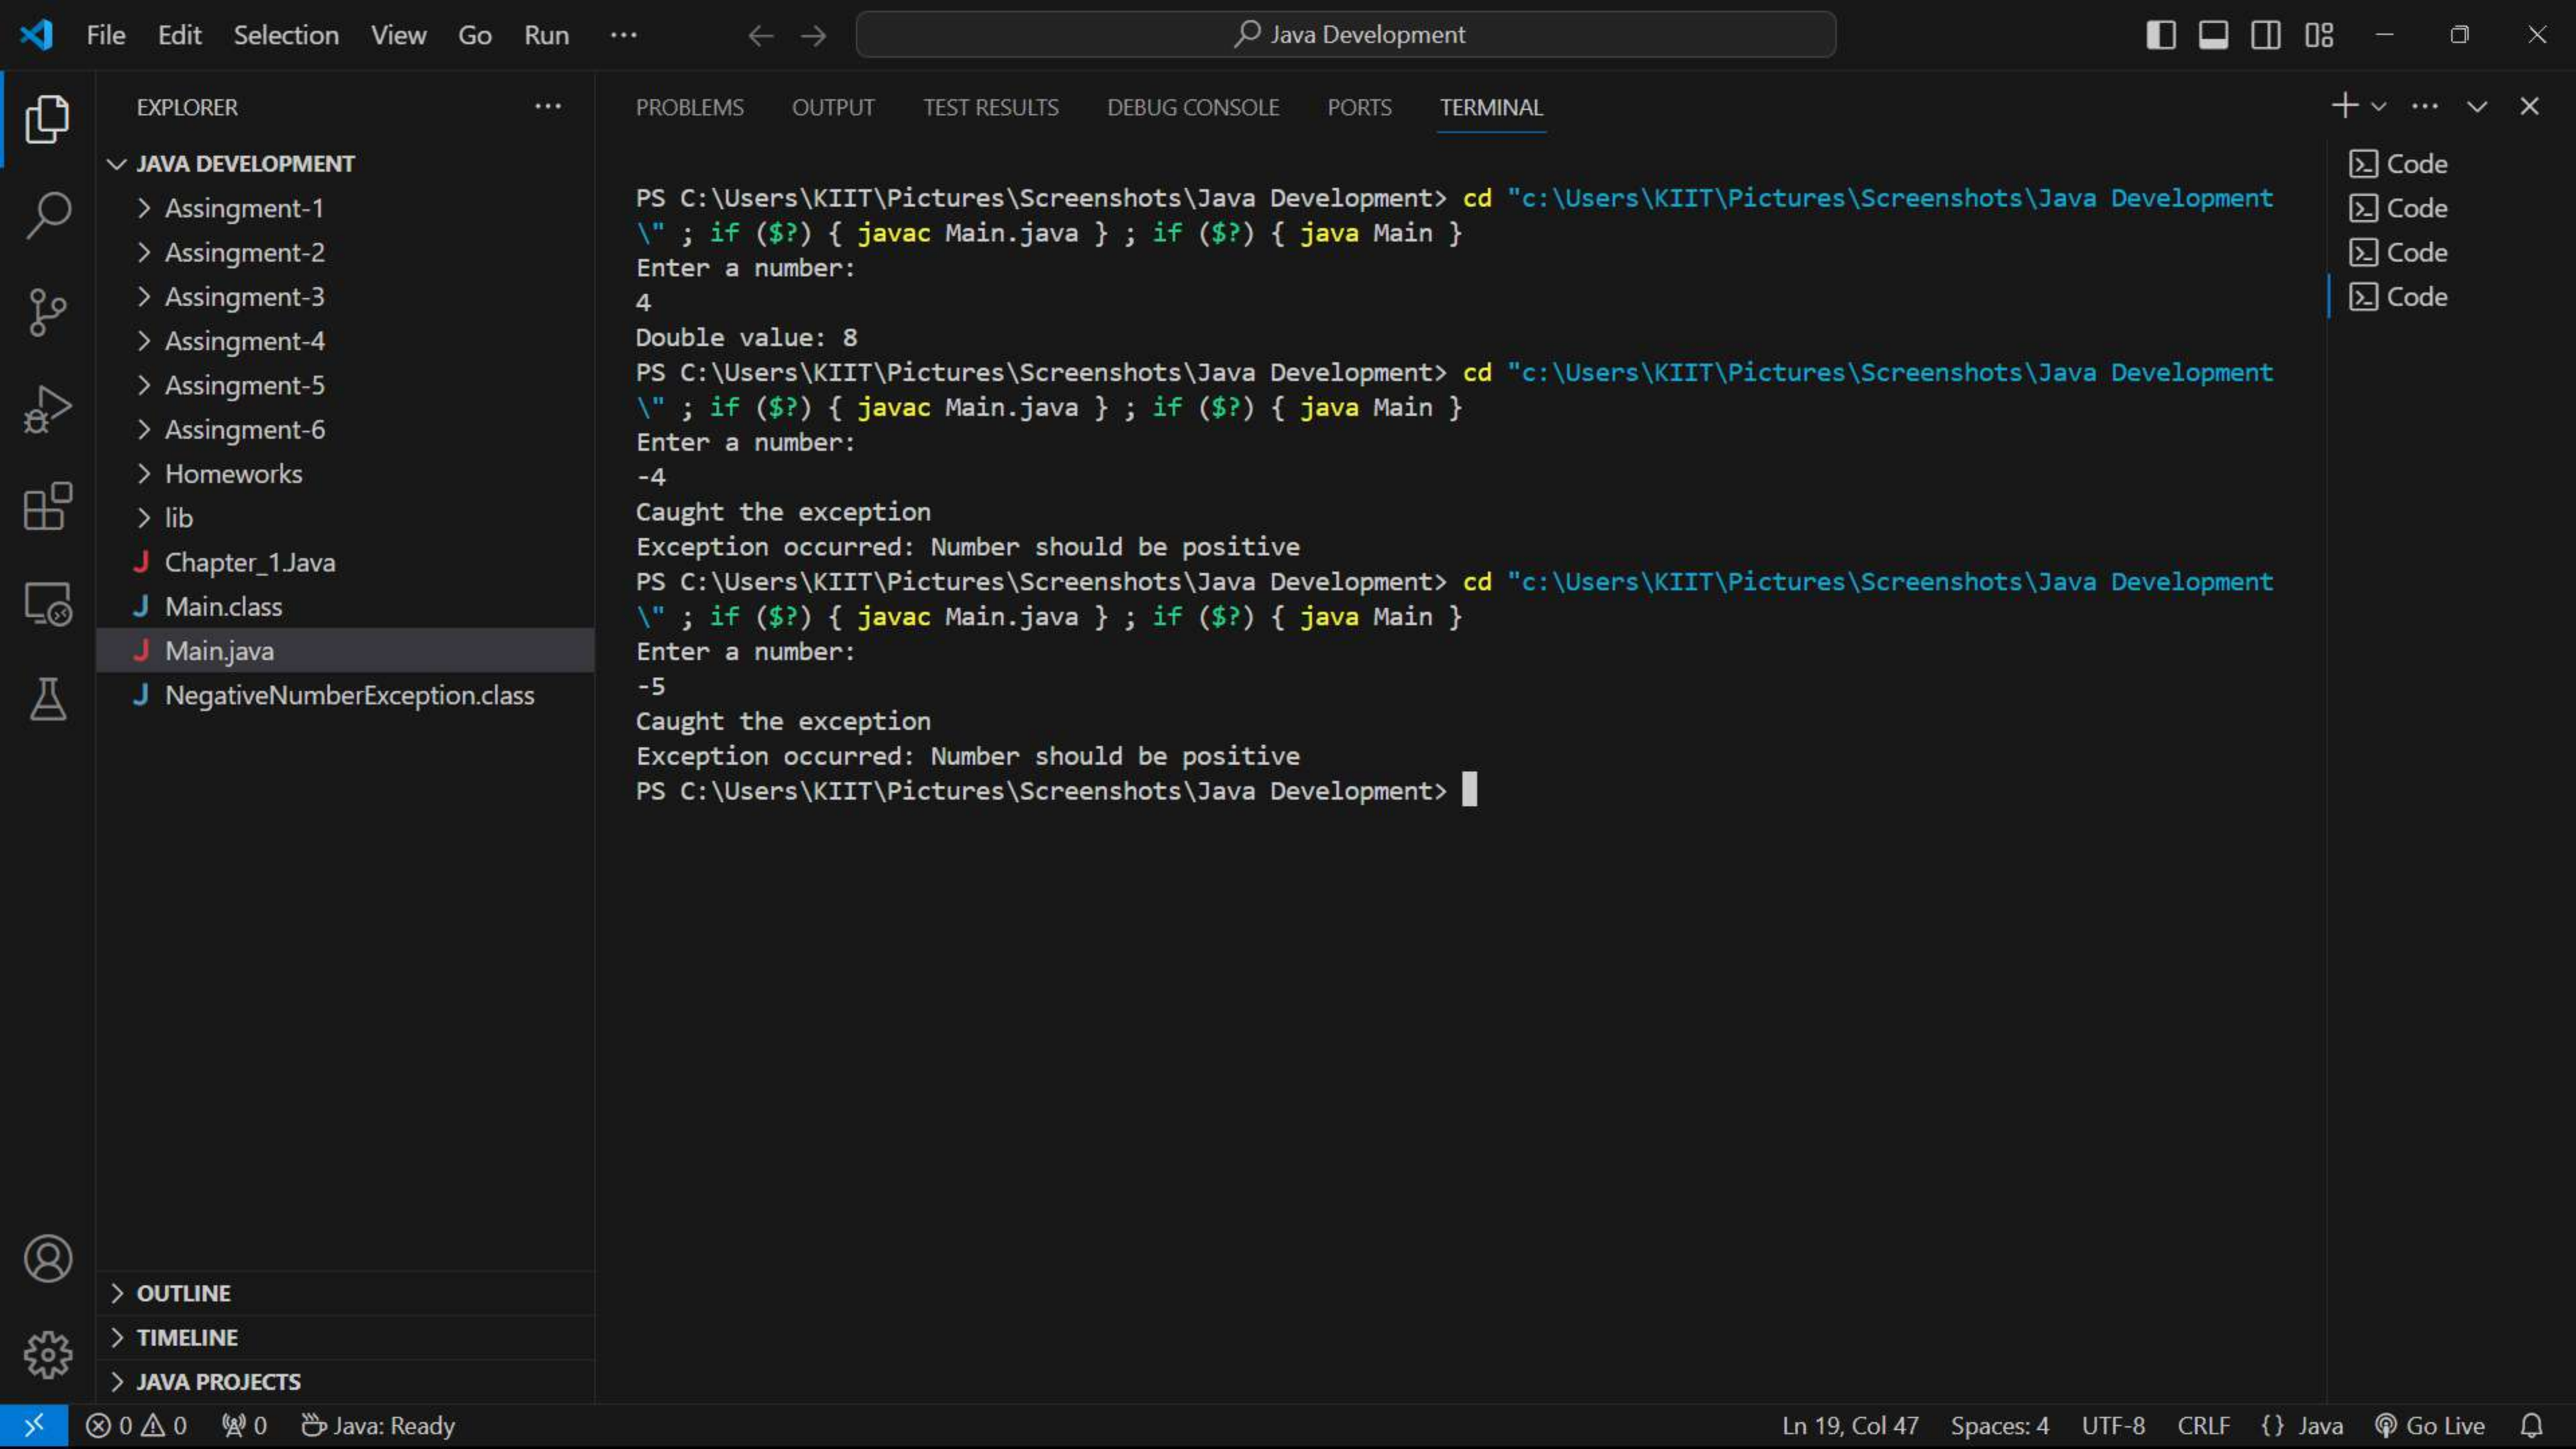 File Edit Selection View Go Run ...
Java Development
EXPLORER ...
JAVA DEVELOPMENT
Assingment-1
Assingment-2
Assingment-3
Assingment-4
Assingment-5
Assingment-6
Homeworks
lib
J Chapter_1.Java
J Main.class
J Main.java
J NegativeNumberException.class
OUTLINE
TIMELINE
JAVA PROJECTS
PROBLEMS OUTPUT TEST RESULTS DEBUG CONSOLE PORTS TERMINAL
PS C:\Users\KIIT\Pictures\Screenshots\Java Development> cd "c:\Users\KIIT\Pictures\Screenshots\Java Development
\" ; if ($?) { javac Main.java } ; if ($?) { java Main }
Enter a number:
4
Double value: 8
PS C:\Users\KIIT\Pictures\Screenshots\Java Development> cd "c:\Users\KIIT\Pictures\Screenshots\Java Development
\" ; if ($?) { javac Main.java } ; if ($?) { java Main }
Enter a number:
-4
Caught the exception
Exception occurred: Number should be positive
PS C:\Users\KIIT\Pictures\Screenshots\Java Development> cd "c:\Users\KIIT\Pictures\Screenshots\Java Development
\" ; if ($?) { javac Main.java } ; if ($?) { java Main }
Enter a number:
-5
Caught the exception
Exception occurred: Number should be positive
PS C:\Users\KIIT\Pictures\Screenshots\Java Development>
Code
Code
Code
Code
0 0 0 Java: Ready
Ln 19, Col 47 Spaces: 4 UTF-8 CRLF {} Java Go Live